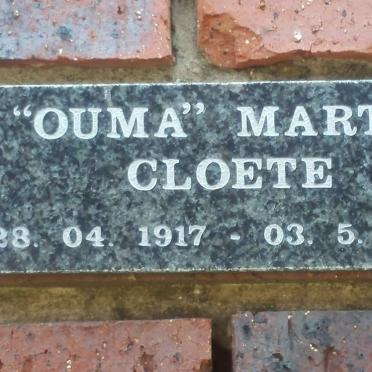 "OUMA" MART
CLOETE
28. 04. 1917 - 03. 5.